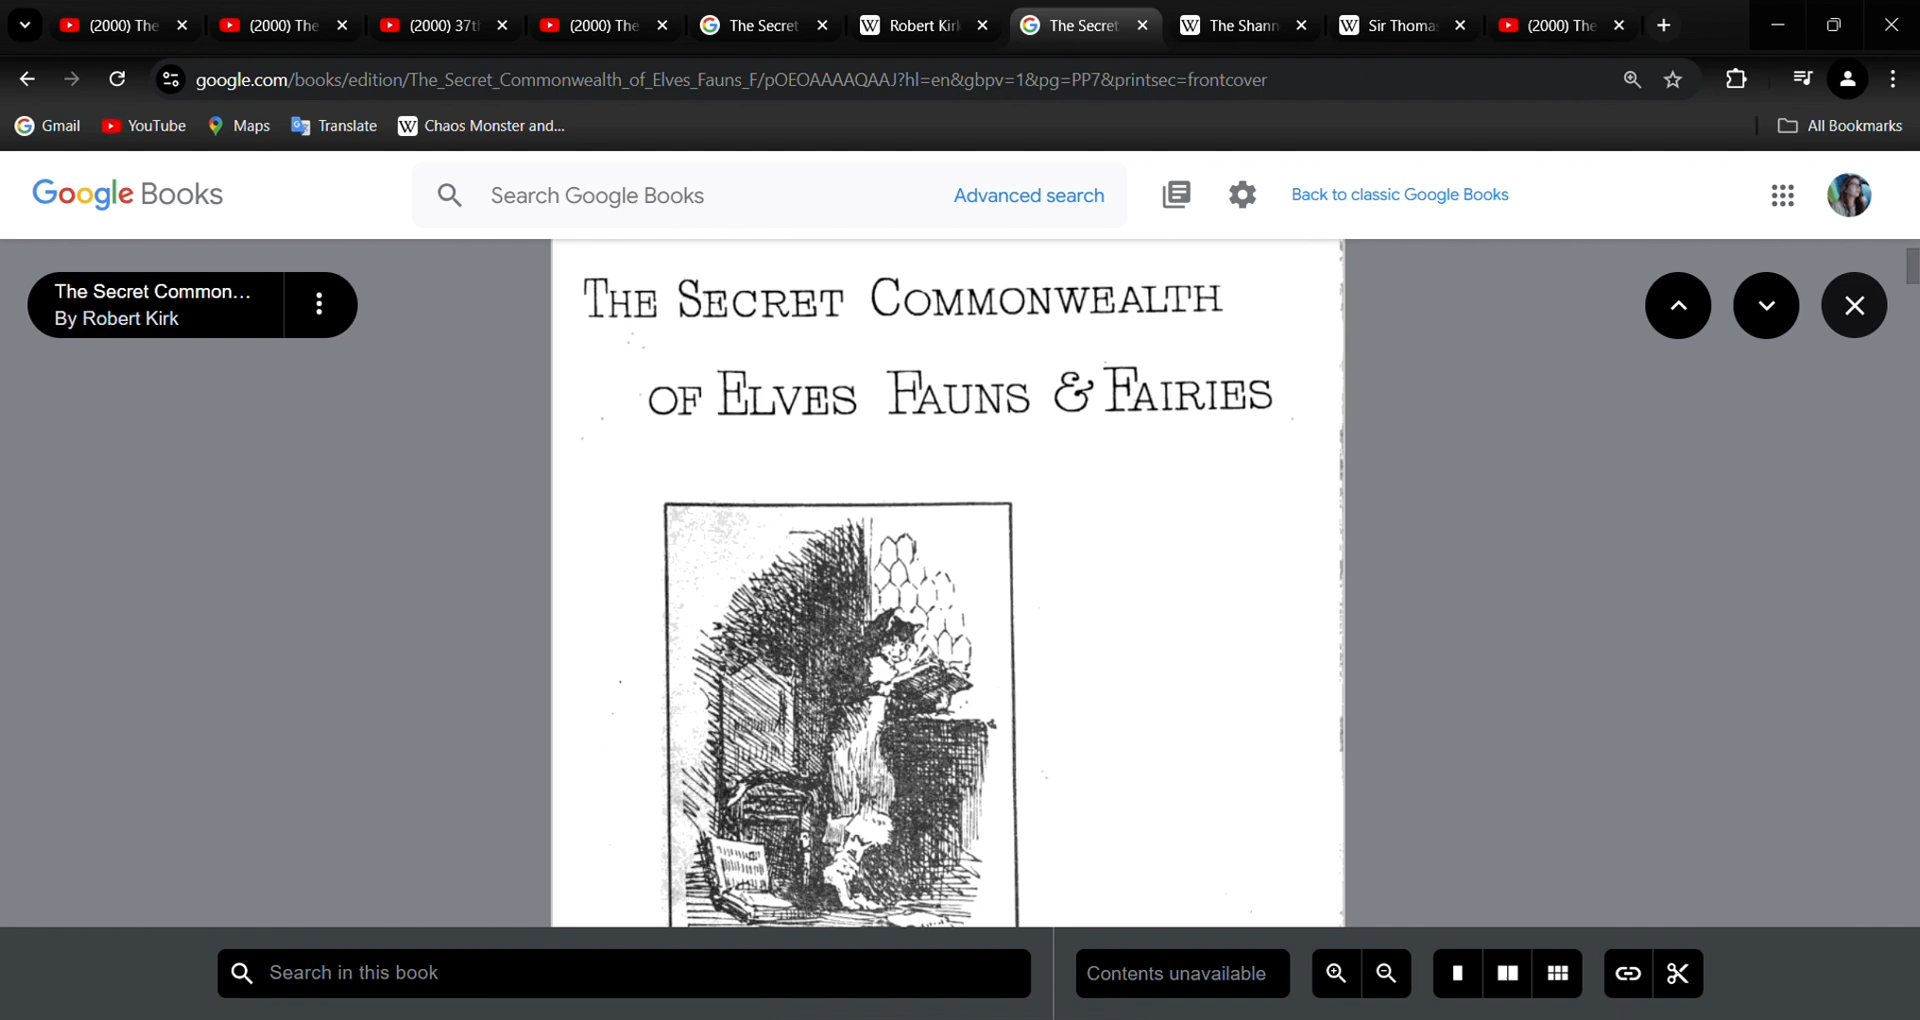 (2000) The
(2000) The
(2000) 37th
(2000) The
The Secret
Robert Kirk
The Secret
The Shann
Sir Thomas
(2000) The
google.com/books/edition/The_Secret_Commonwealth_of_Elves_Fauns_F/pOEOAAAAQAAJ?hl=en&gbpv=1&pg=PP7&printsec=frontcover
Gmail
YouTube
Maps
Translate
Chaos Monster and...
All Bookmarks
Google Books
Search Google Books
Advanced search
Back to classic Google Books
The Secret Common...
By Robert Kirk
THE SECRET COMMONWEALTH
OF ELVES FAUNS & FAIRIES
Search in this book
Contents unavailable